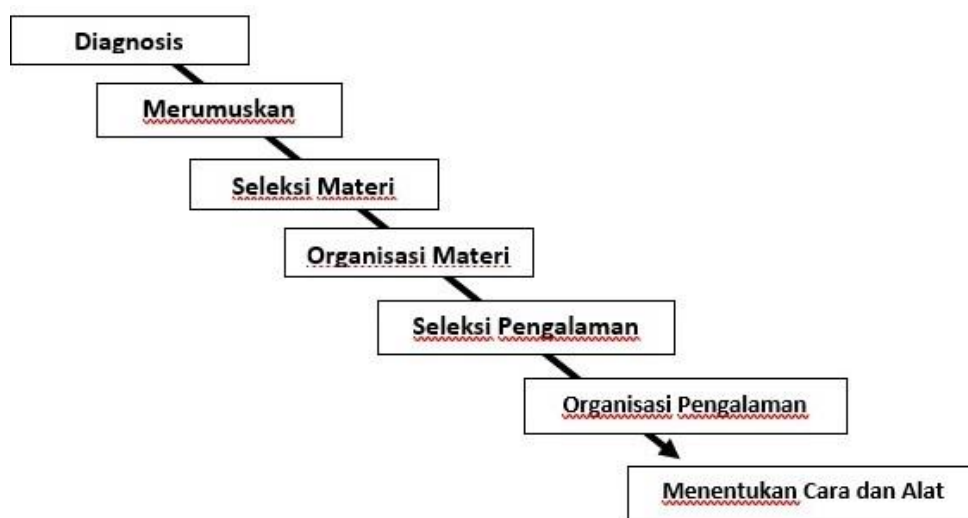 Diagnosis
Merumuskan
Seleksi Materi
Organisasi Materi
Seleksi Pengalaman
Organisasi Pengalaman
Menentukan Cara dan Alat